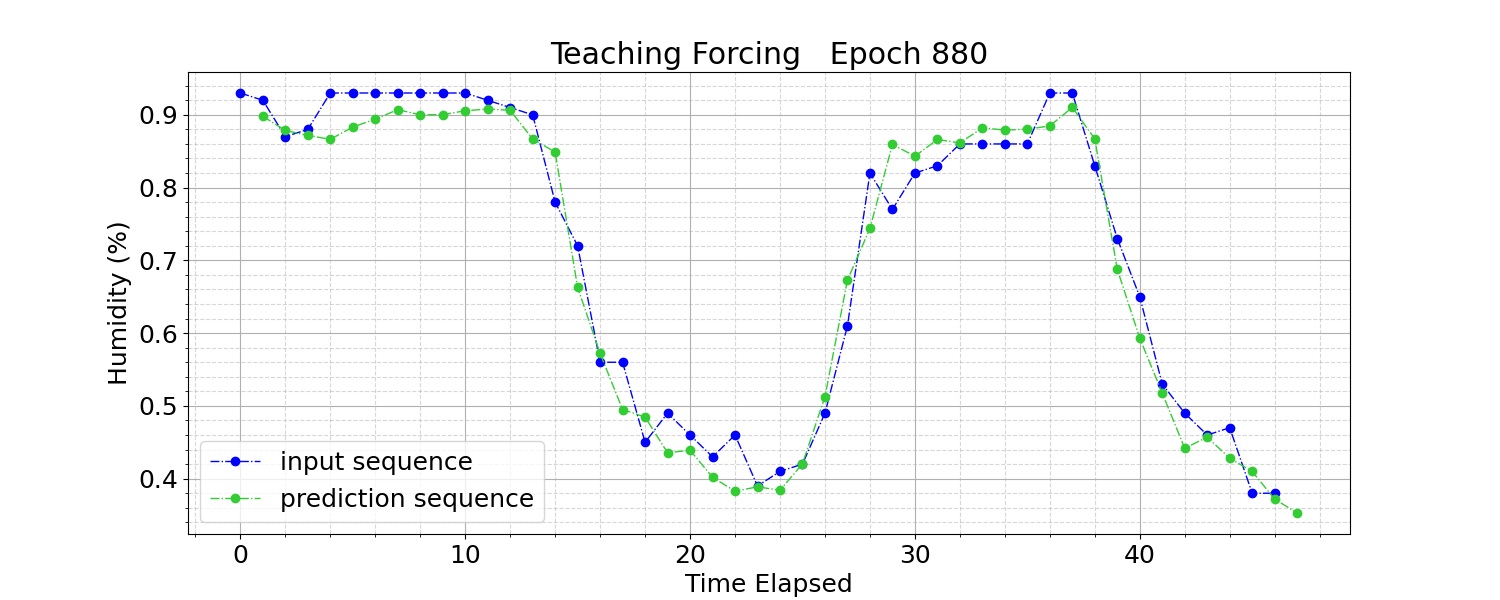 Teaching Forcing   Epoch 880
0.9
0.8
0.7
0.6
0.5
0.4
Humidity (%)
input sequence
prediction sequence
0 10 20 30 40
Time Elapsed